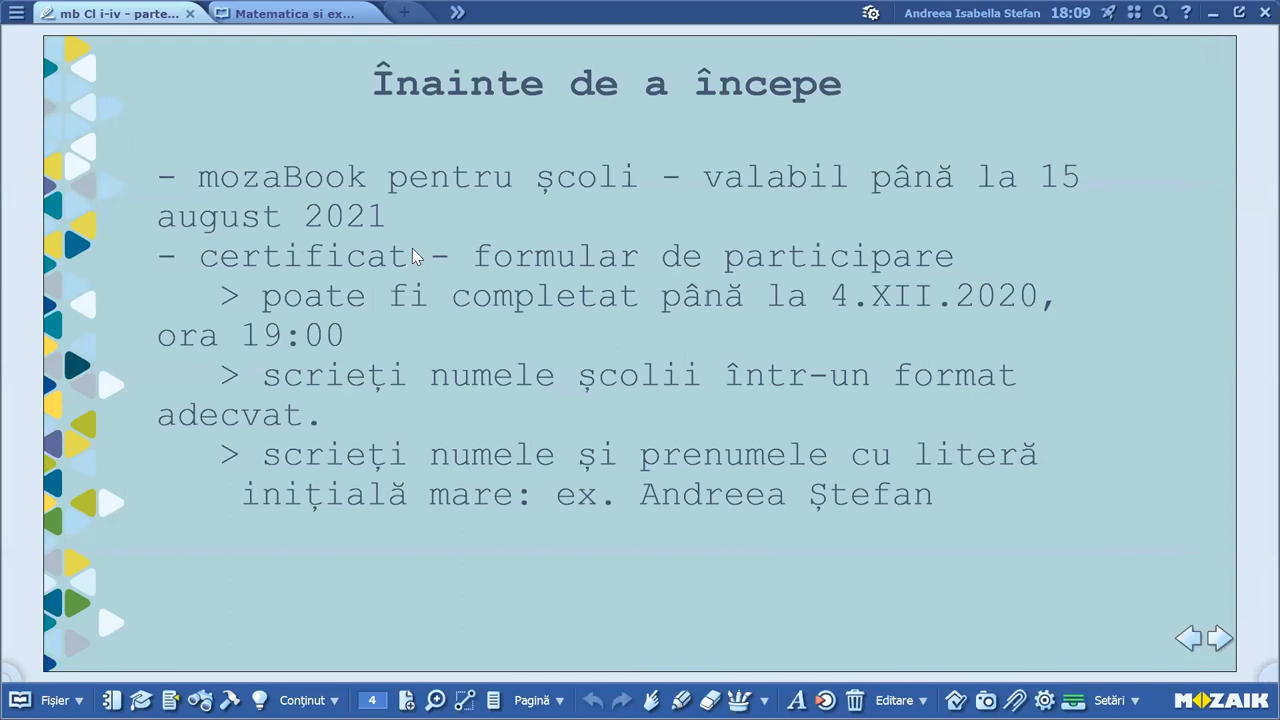 mb Cl i-iv - parte...
Matematica si ex...
Andreea Isabella Stefan 18:09
Înainte de a începe
- mozaBook pentru școli - valabil până la 15
august 2021
- certificat - formular de participare
> poate fi completat până la 4.XII.2020,
ora 19:00
> scrieți numele școlii într-un format
adecvat.
> scrieți numele și prenumele cu literă
inițială mare: ex. Andreea Ștefan
Fișier Conținut 4 Pagină Editare Setări MOZAIK